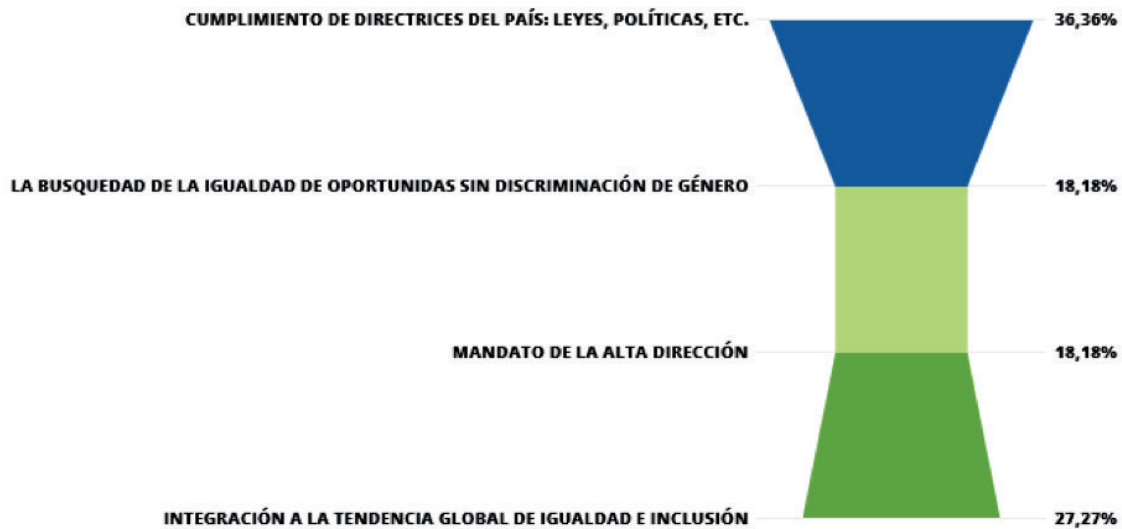 CUMPLIMIENTO DE DIRECTRICES DEL PAÍS: LEYES, POLÍTICAS, ETC. 36,36%
LA BUSQUEDAD DE LA IGUALDAD DE OPORTUNIDAS SIN DISCRIMINACIÓN DE GÉNERO 18,18%
MANDATO DE LA ALTA DIRECCIÓN 18,18%
INTEGRACIÓN A LA TENDENCIA GLOBAL DE IGUALDAD E INCLUSIÓN 27,27%